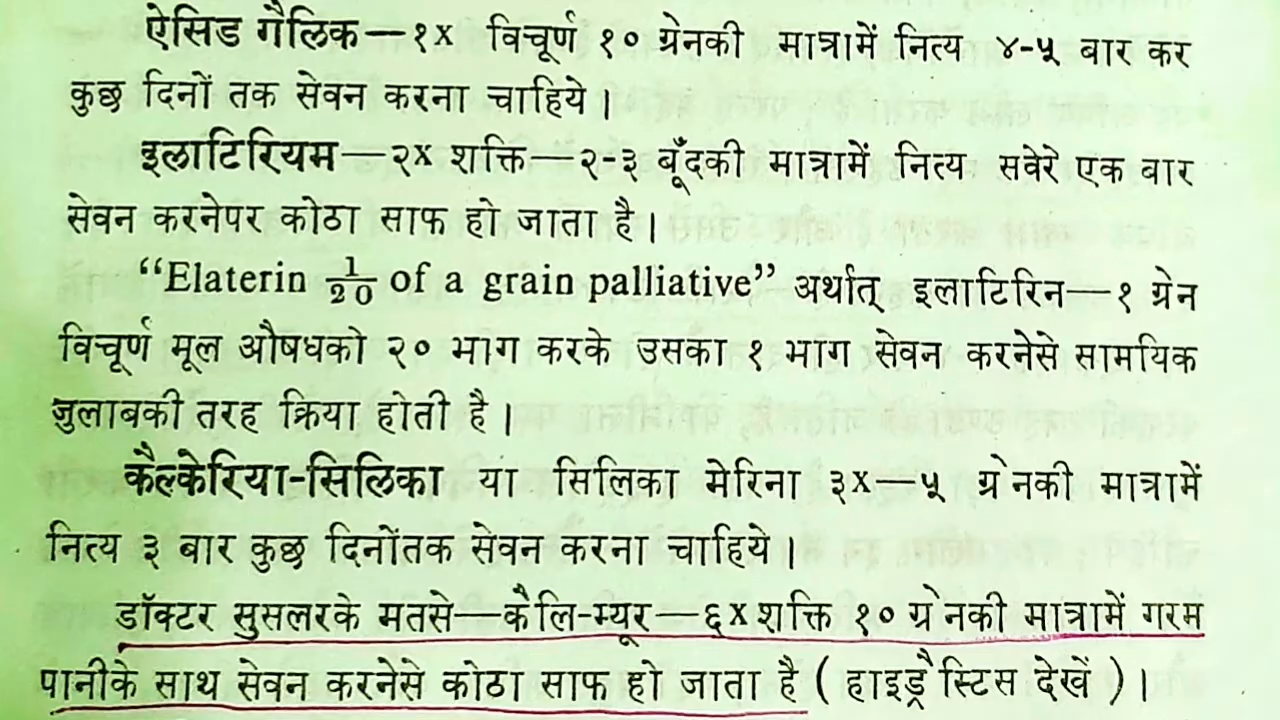 ऐसिड गैलिक—१x विचूर्ण १० ग्रेनकी मात्रामें नित्य ४-५ बार कर
कुछ दिनों तक सेवन करना चाहिये।
इलाटिरियम—२x शक्ति—२-३ बूँदकी मात्रामें नित्य सवेरे एक बार
सेवन करनेपर कोठा साफ हो जाता है।
“Elaterin 1/20 of a grain palliative” अर्थात् इलाटिरिन—१ ग्रेन
विचूर्ण मूल औषधको २० भाग करके उसका १ भाग सेवन करनेसे सामयिक
जुलाबकी तरह क्रिया होती है।
कैल्केरिया-सिलिका या सिलिका मेरिना ३x—५ ग्रेनकी मात्रामें
नित्य ३ बार कुछ दिनोंतक सेवन करना चाहिये।
डॉक्टर सुसलरके मतसे—कैलि-म्यूर—६x शक्ति १० ग्रेनकी मात्रामें गरम
पानीके साथ सेवन करनेसे कोठा साफ हो जाता है ( हाइड्रैस्टिस देखें )।